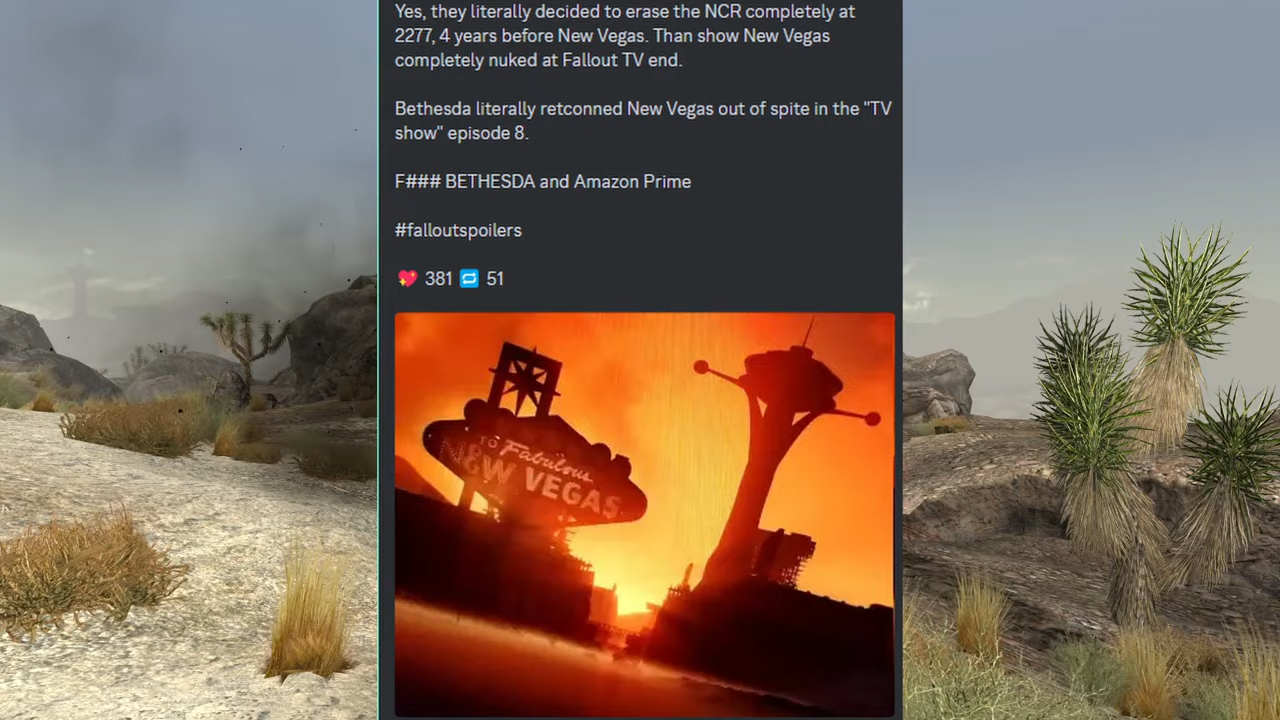 Yes, they literally decided to erase the NCR completely at
2277, 4 years before New Vegas. Than show New Vegas
completely nuked at Fallout TV end.
Bethesda literally retconned New Vegas out of spite in the "TV
show" episode 8.
F### BETHESDA and Amazon Prime
#falloutspoilers
💖 381 🔁 51
TO Fabulous
NEW VEGAS